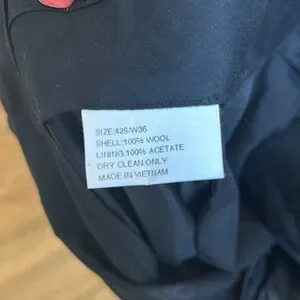 SIZE:42S/W36
SHELL:100% WOOL
LINING:100% ACETATE
DRY CLEAN ONLY
MADE IN VIETNAM